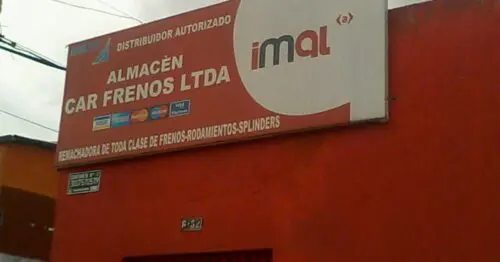 DISTRIBUIDOR AUTORIZADO
imal
(a)
ALMACÈN
CAR FRENOS LTDA
REMACHADORA DE TODA CLASE DE FRENOS-RODAMIENTOS-SPLINDERS